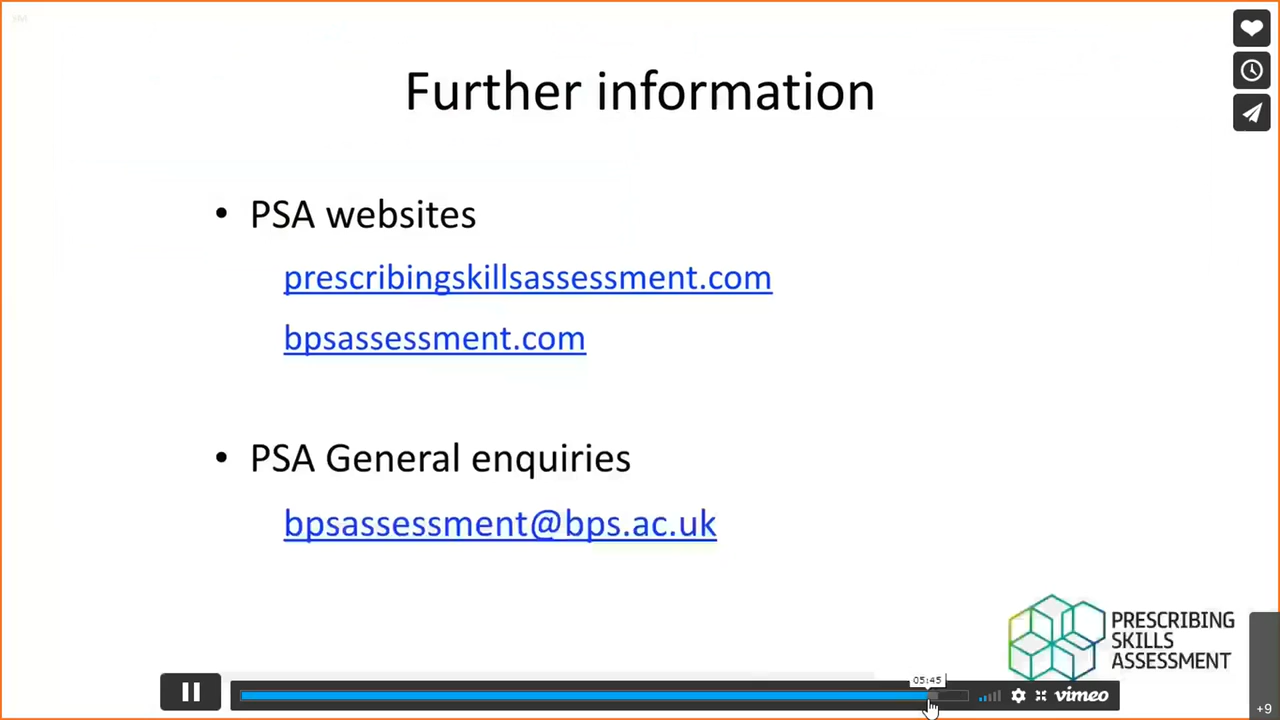 Further information
• PSA websites
prescribingskillsassessment.com
bpsassessment.com
• PSA General enquiries
bpsassessment@bps.ac.uk
PRESCRIBING
SKILLS
ASSESSMENT
05:45
vimeo
+9